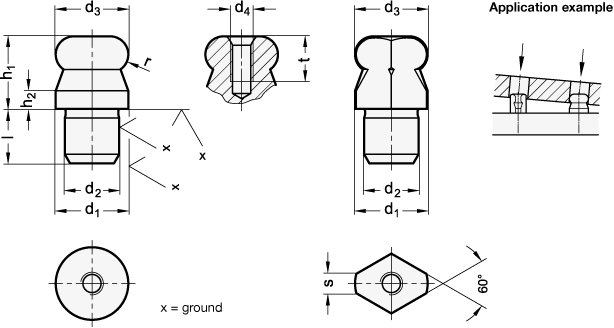 d3
d4
d3
Application example
r
t
h1
h2
l
x
x
x
d2
d1
d2
d1
s
60°
x = ground